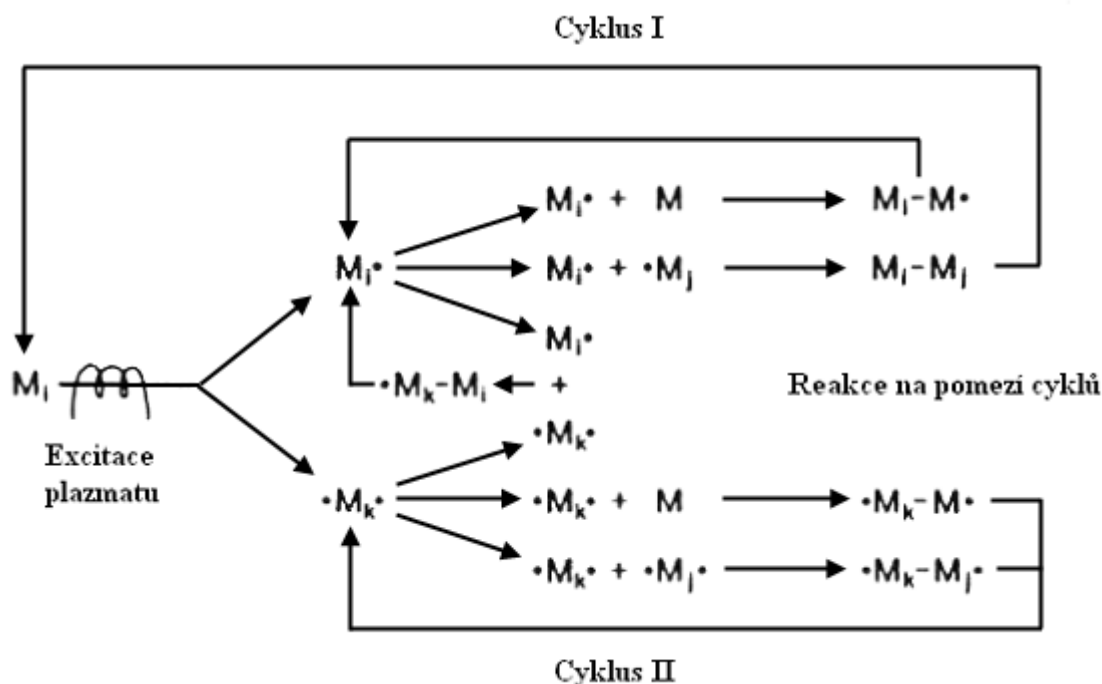 Cyklus I
Mᵢ• + M Mᵢ–M•
Mᵢ• Mᵢ• + •Mⱼ Mᵢ–Mⱼ
Mᵢ•
Mᵢ •Mₖ–Mᵢ + Reakce na pomezí cyklů
Excitace
plazmatu
•Mₖ•
•Mₖ• •Mₖ• + M •Mₖ–M•
•Mₖ• + •Mⱼ• •Mₖ–Mⱼ•
Cyklus II